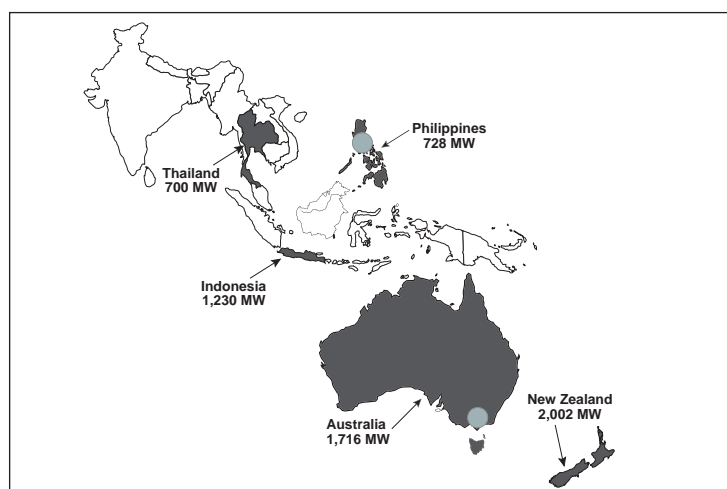 Philippines
728 MW
Thailand
700 MW
Indonesia
1,230 MW
Australia
1,716 MW
New Zealand
2,002 MW